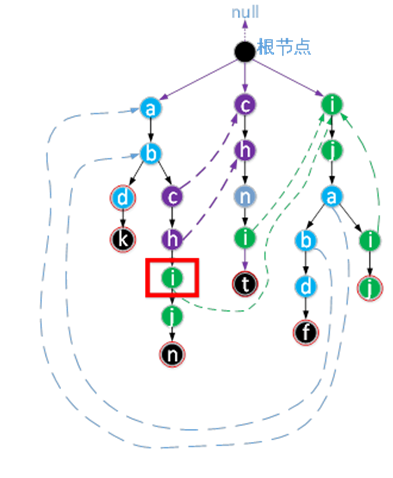 null
根节点
a c i
b h j
d c n a
k h i b i
i t d j
j f
n